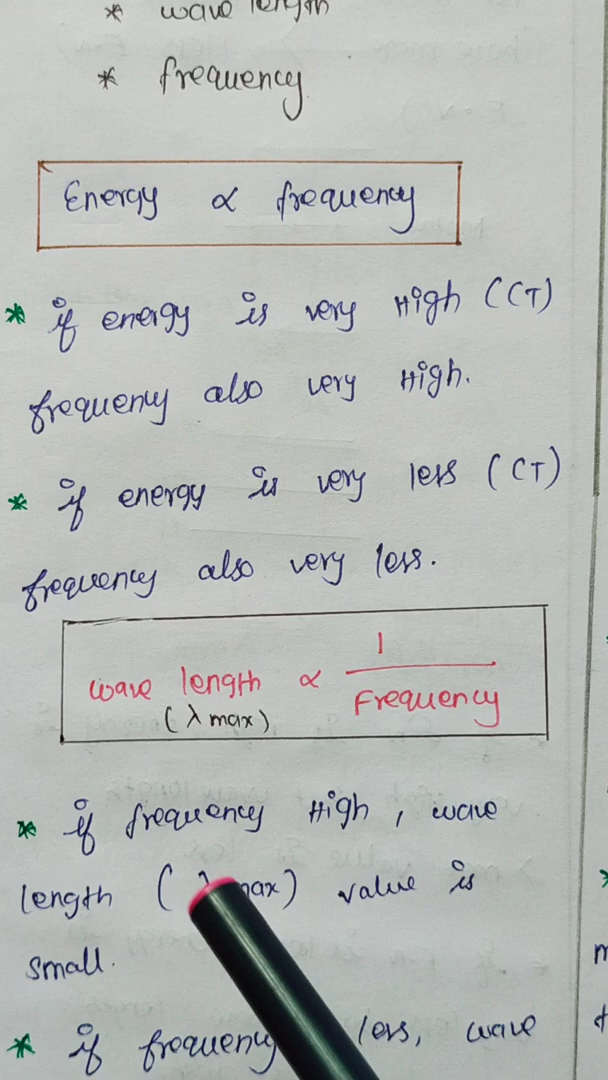 * wave length
* frequency
Energy ∝ frequency
* if energy is very High (CT)
frequency also very High.
* if energy is very less (CT)
frequency also very less.
1
wave length ∝ ―
Frequency
(λ max)
* if frequency High, wave
length (λ max) value is
small.
* if frequency less, wave